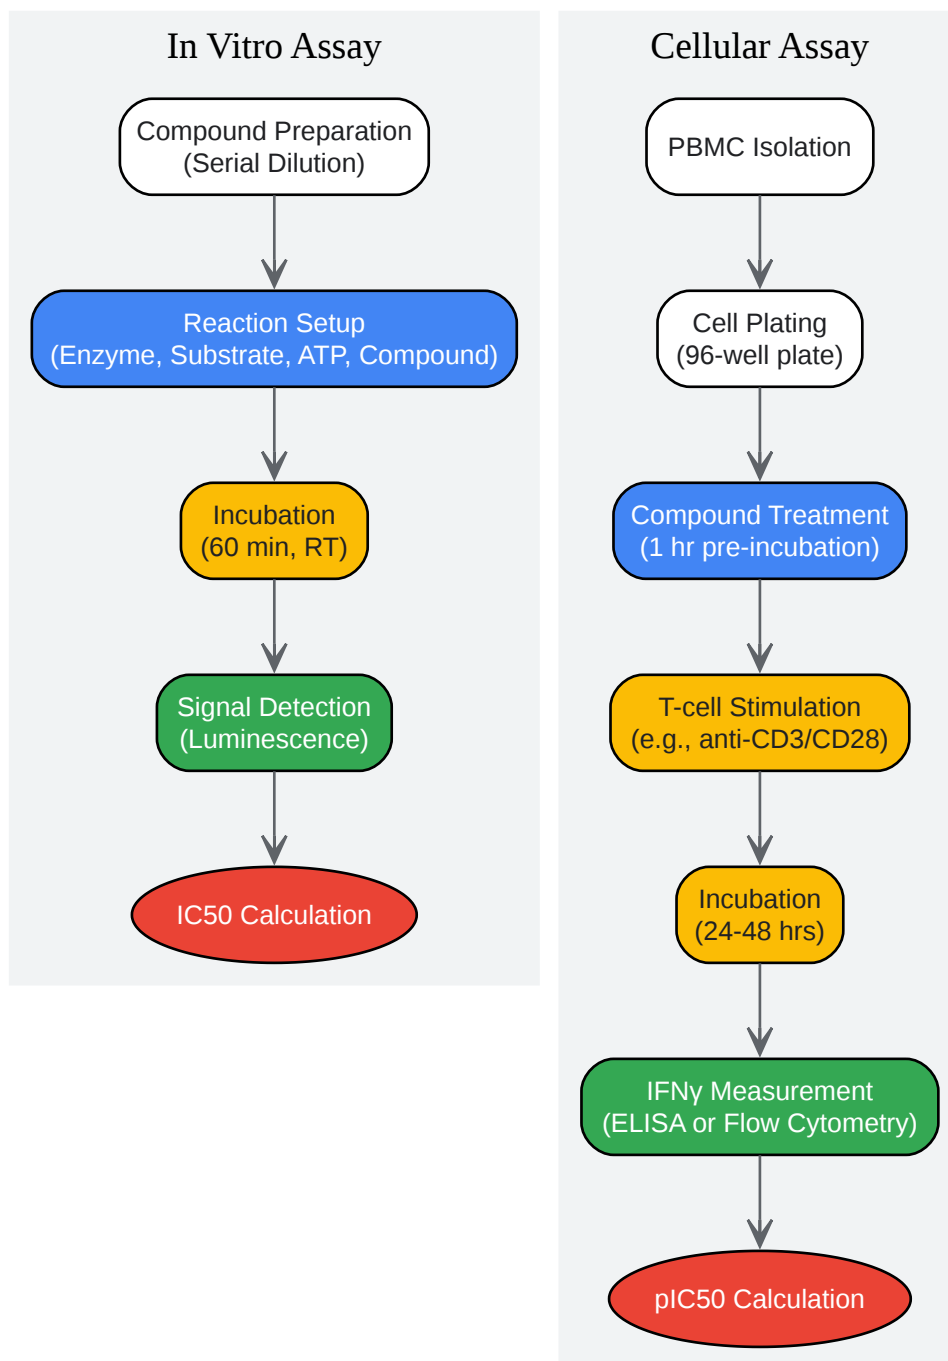 In Vitro Assay
Compound Preparation
(Serial Dilution)
Reaction Setup
(Enzyme, Substrate, ATP, Compound)
Incubation
(60 min, RT)
Signal Detection
(Luminescence)
IC50 Calculation
Cellular Assay
PBMC Isolation
Cell Plating
(96-well plate)
Compound Treatment
(1 hr pre-incubation)
T-cell Stimulation
(e.g., anti-CD3/CD28)
Incubation
(24-48 hrs)
IFNγ Measurement
(ELISA or Flow Cytometry)
pIC50 Calculation